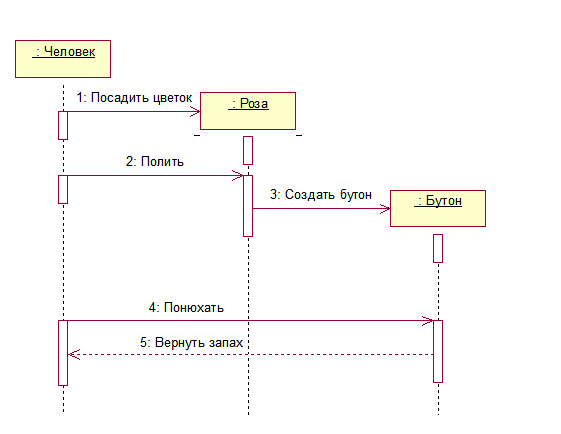 : Человек
1: Посадить цветок
: Роза
2: Полить
3: Создать бутон
: Бутон
4: Понюхать
5: Вернуть запах